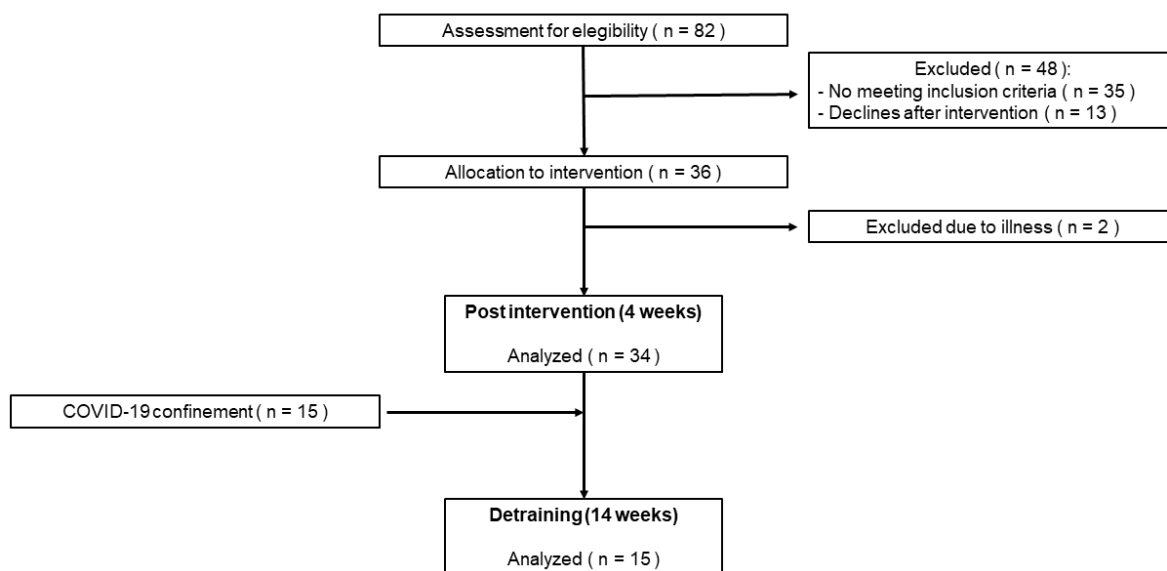 Assessment for elegibility ( n = 82)
Excluded ( n = 48):
- No meeting inclusion criteria ( n = 35 )
- Declines after intervention ( n = 13 )
Allocation to intervention ( n = 36 )
Excluded due to illness ( n = 2 )
Post intervention (4 weeks)
Analyzed ( n = 34 )
COVID-19 confinement ( n = 15 )
Detraining (14 weeks)
Analyzed ( n = 15 )